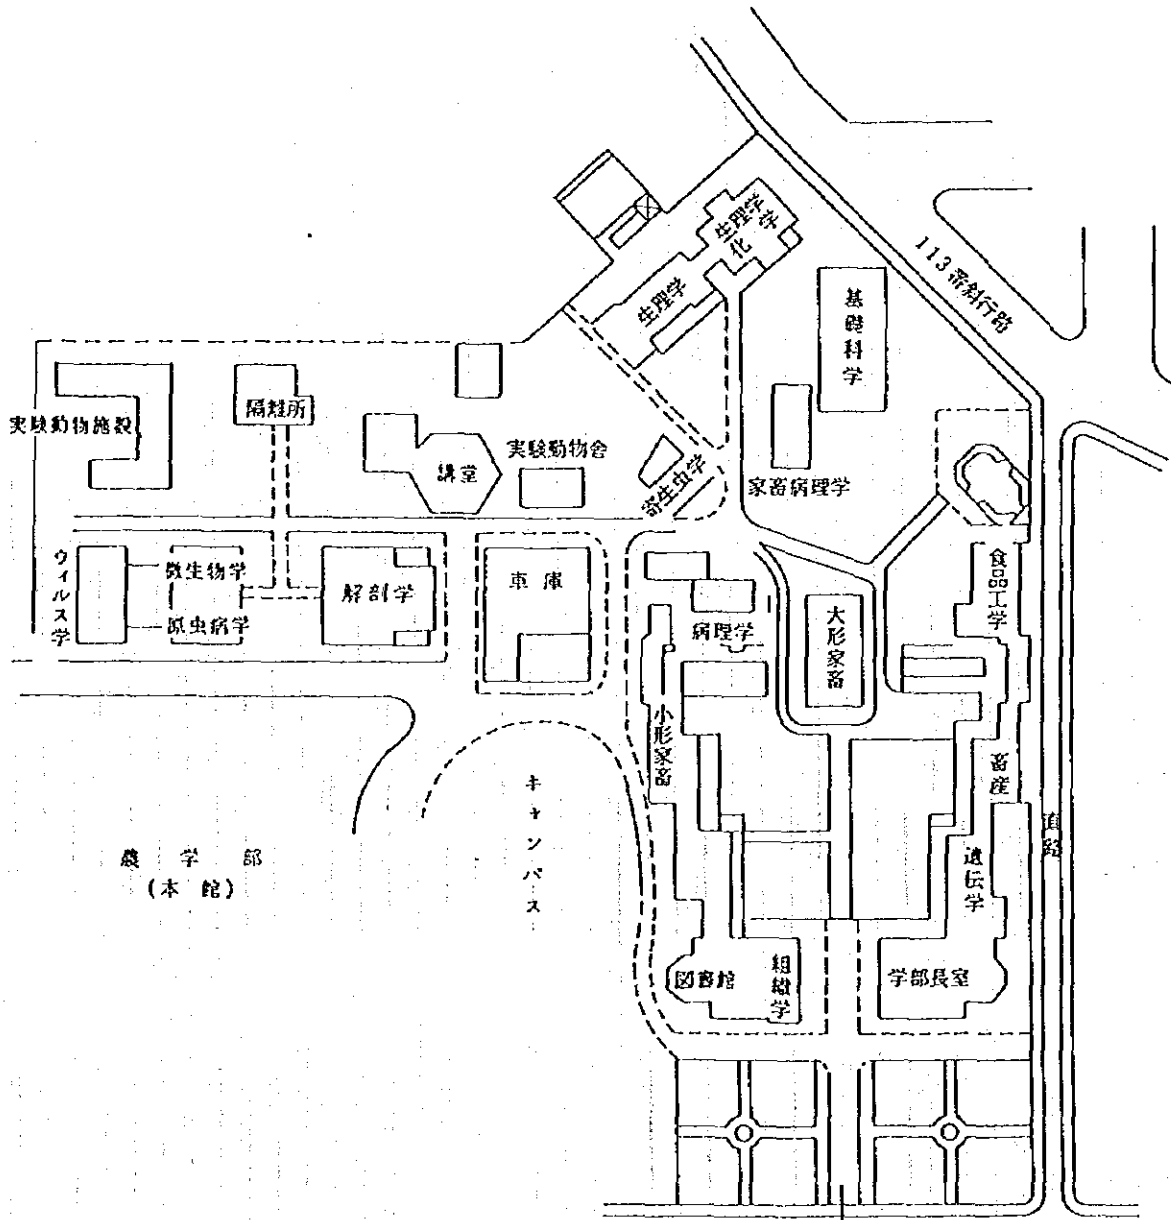 生理学
化学
生理学
113番斜行路
基礎科学
実験動物施設
隔離所
講堂
実験動物舎
寄生虫学
家畜病理学
ウィルス学
微生物学
原虫病学
解剖学
車庫
病理学
大形家畜
食品工学
小形家畜
畜産
キャンパス
道路
農学部
(本館)
遺伝学
図書館
組織学
学部長室